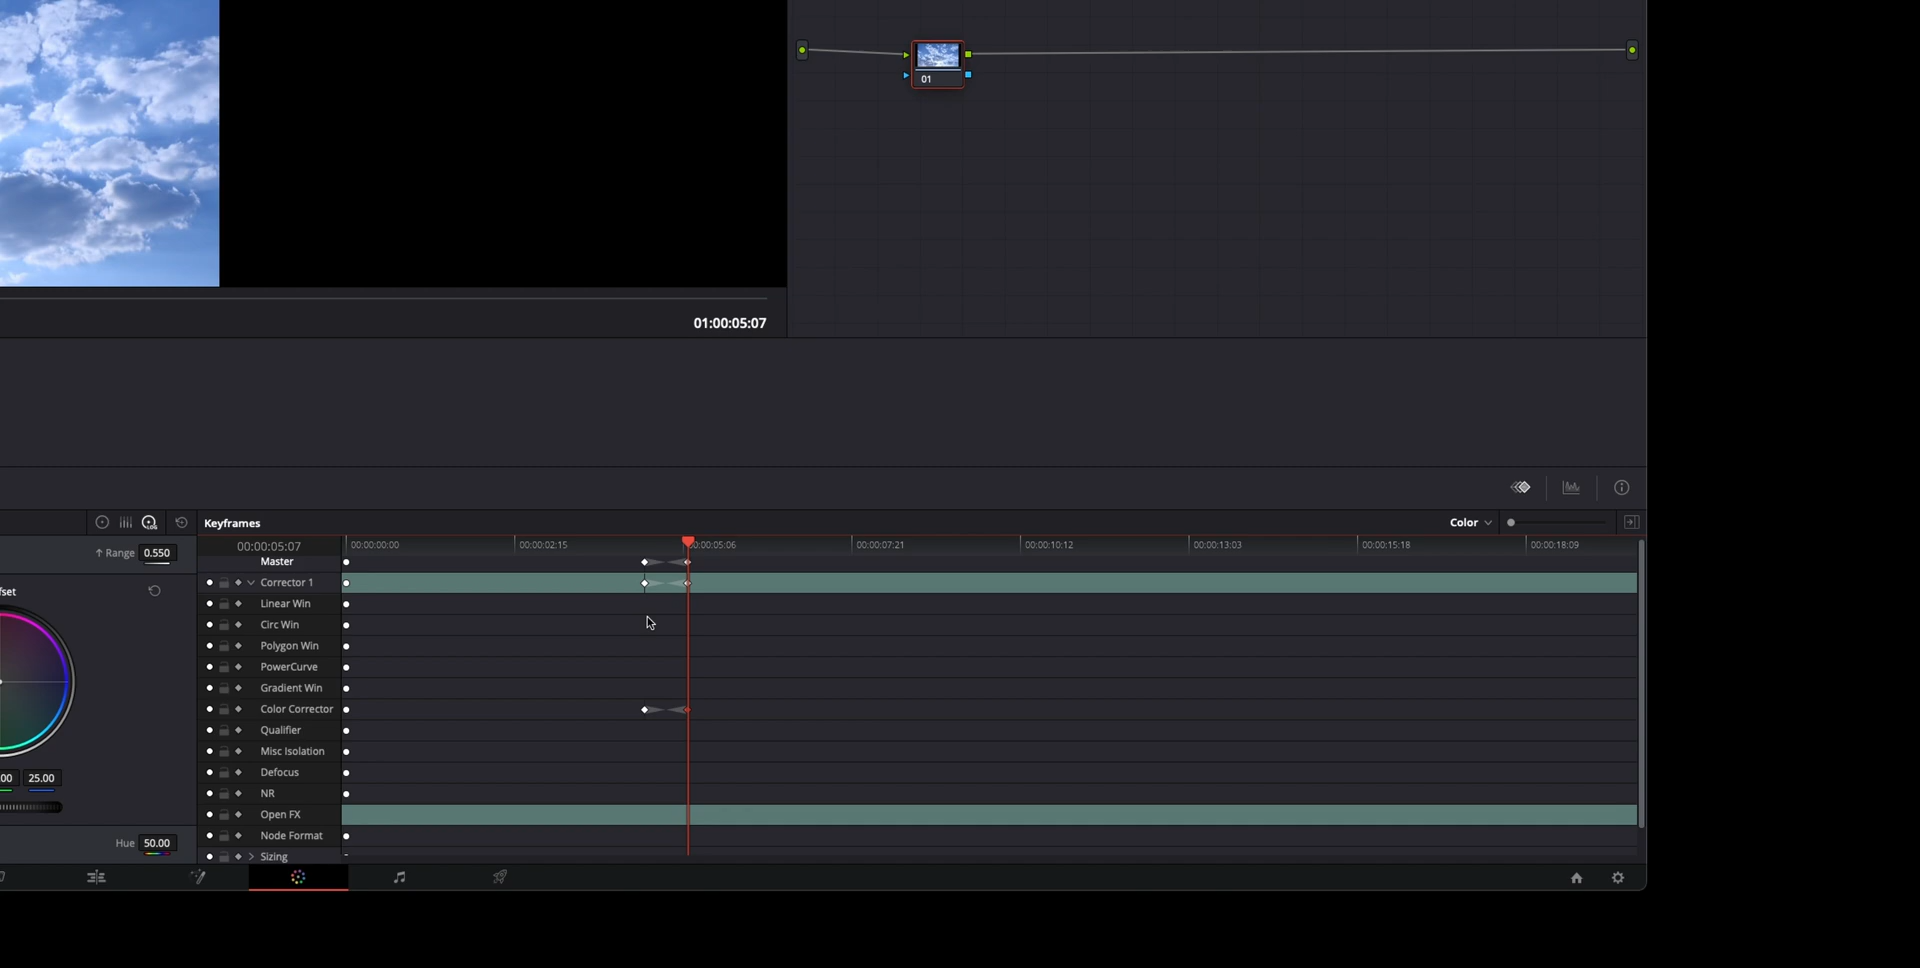 01
01:00:05:07
Keyframes
Color
Range 0.550
00:00:05:07
00:00:00:00 00:00:02:15 00:00:05:06 00:00:07:21 00:00:10:12 00:00:13:03 00:00:15:18 00:00:18:09
Master
Corrector 1
Linear Win
Circ Win
Polygon Win
PowerCurve
Gradient Win
Color Corrector
Qualifier
Misc Isolation
Defocus
NR
Open FX
Node Format
Sizing
25.00
Hue 50.00